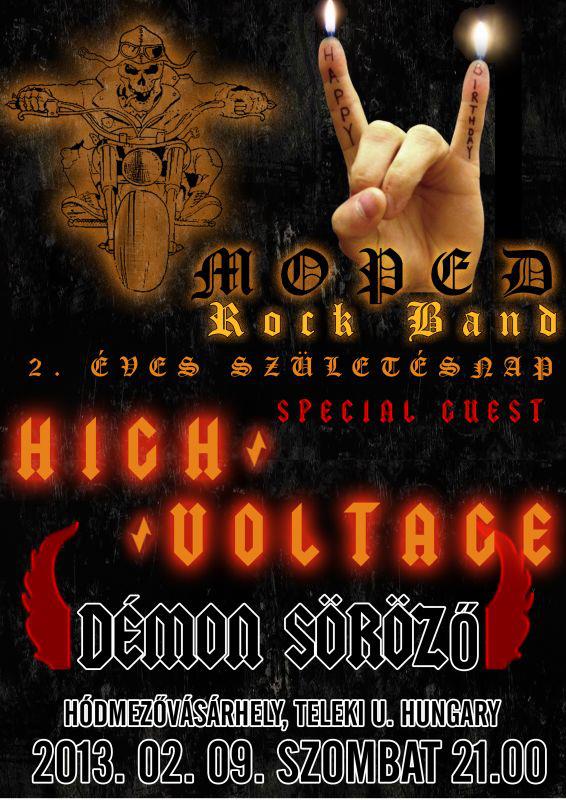 HAPPY
BIRTHDAY
MOPED
Rock Band
2. ÉVES SZÜLETÉSNAP
SPECIAL GUEST
HIGH
VOLTAGE
DÉMON SÖRÖZŐ
HÓDMEZŐVÁSÁRHELY, TELEKI U. HUNGARY
2013. 02. 09. SZOMBAT 21.00